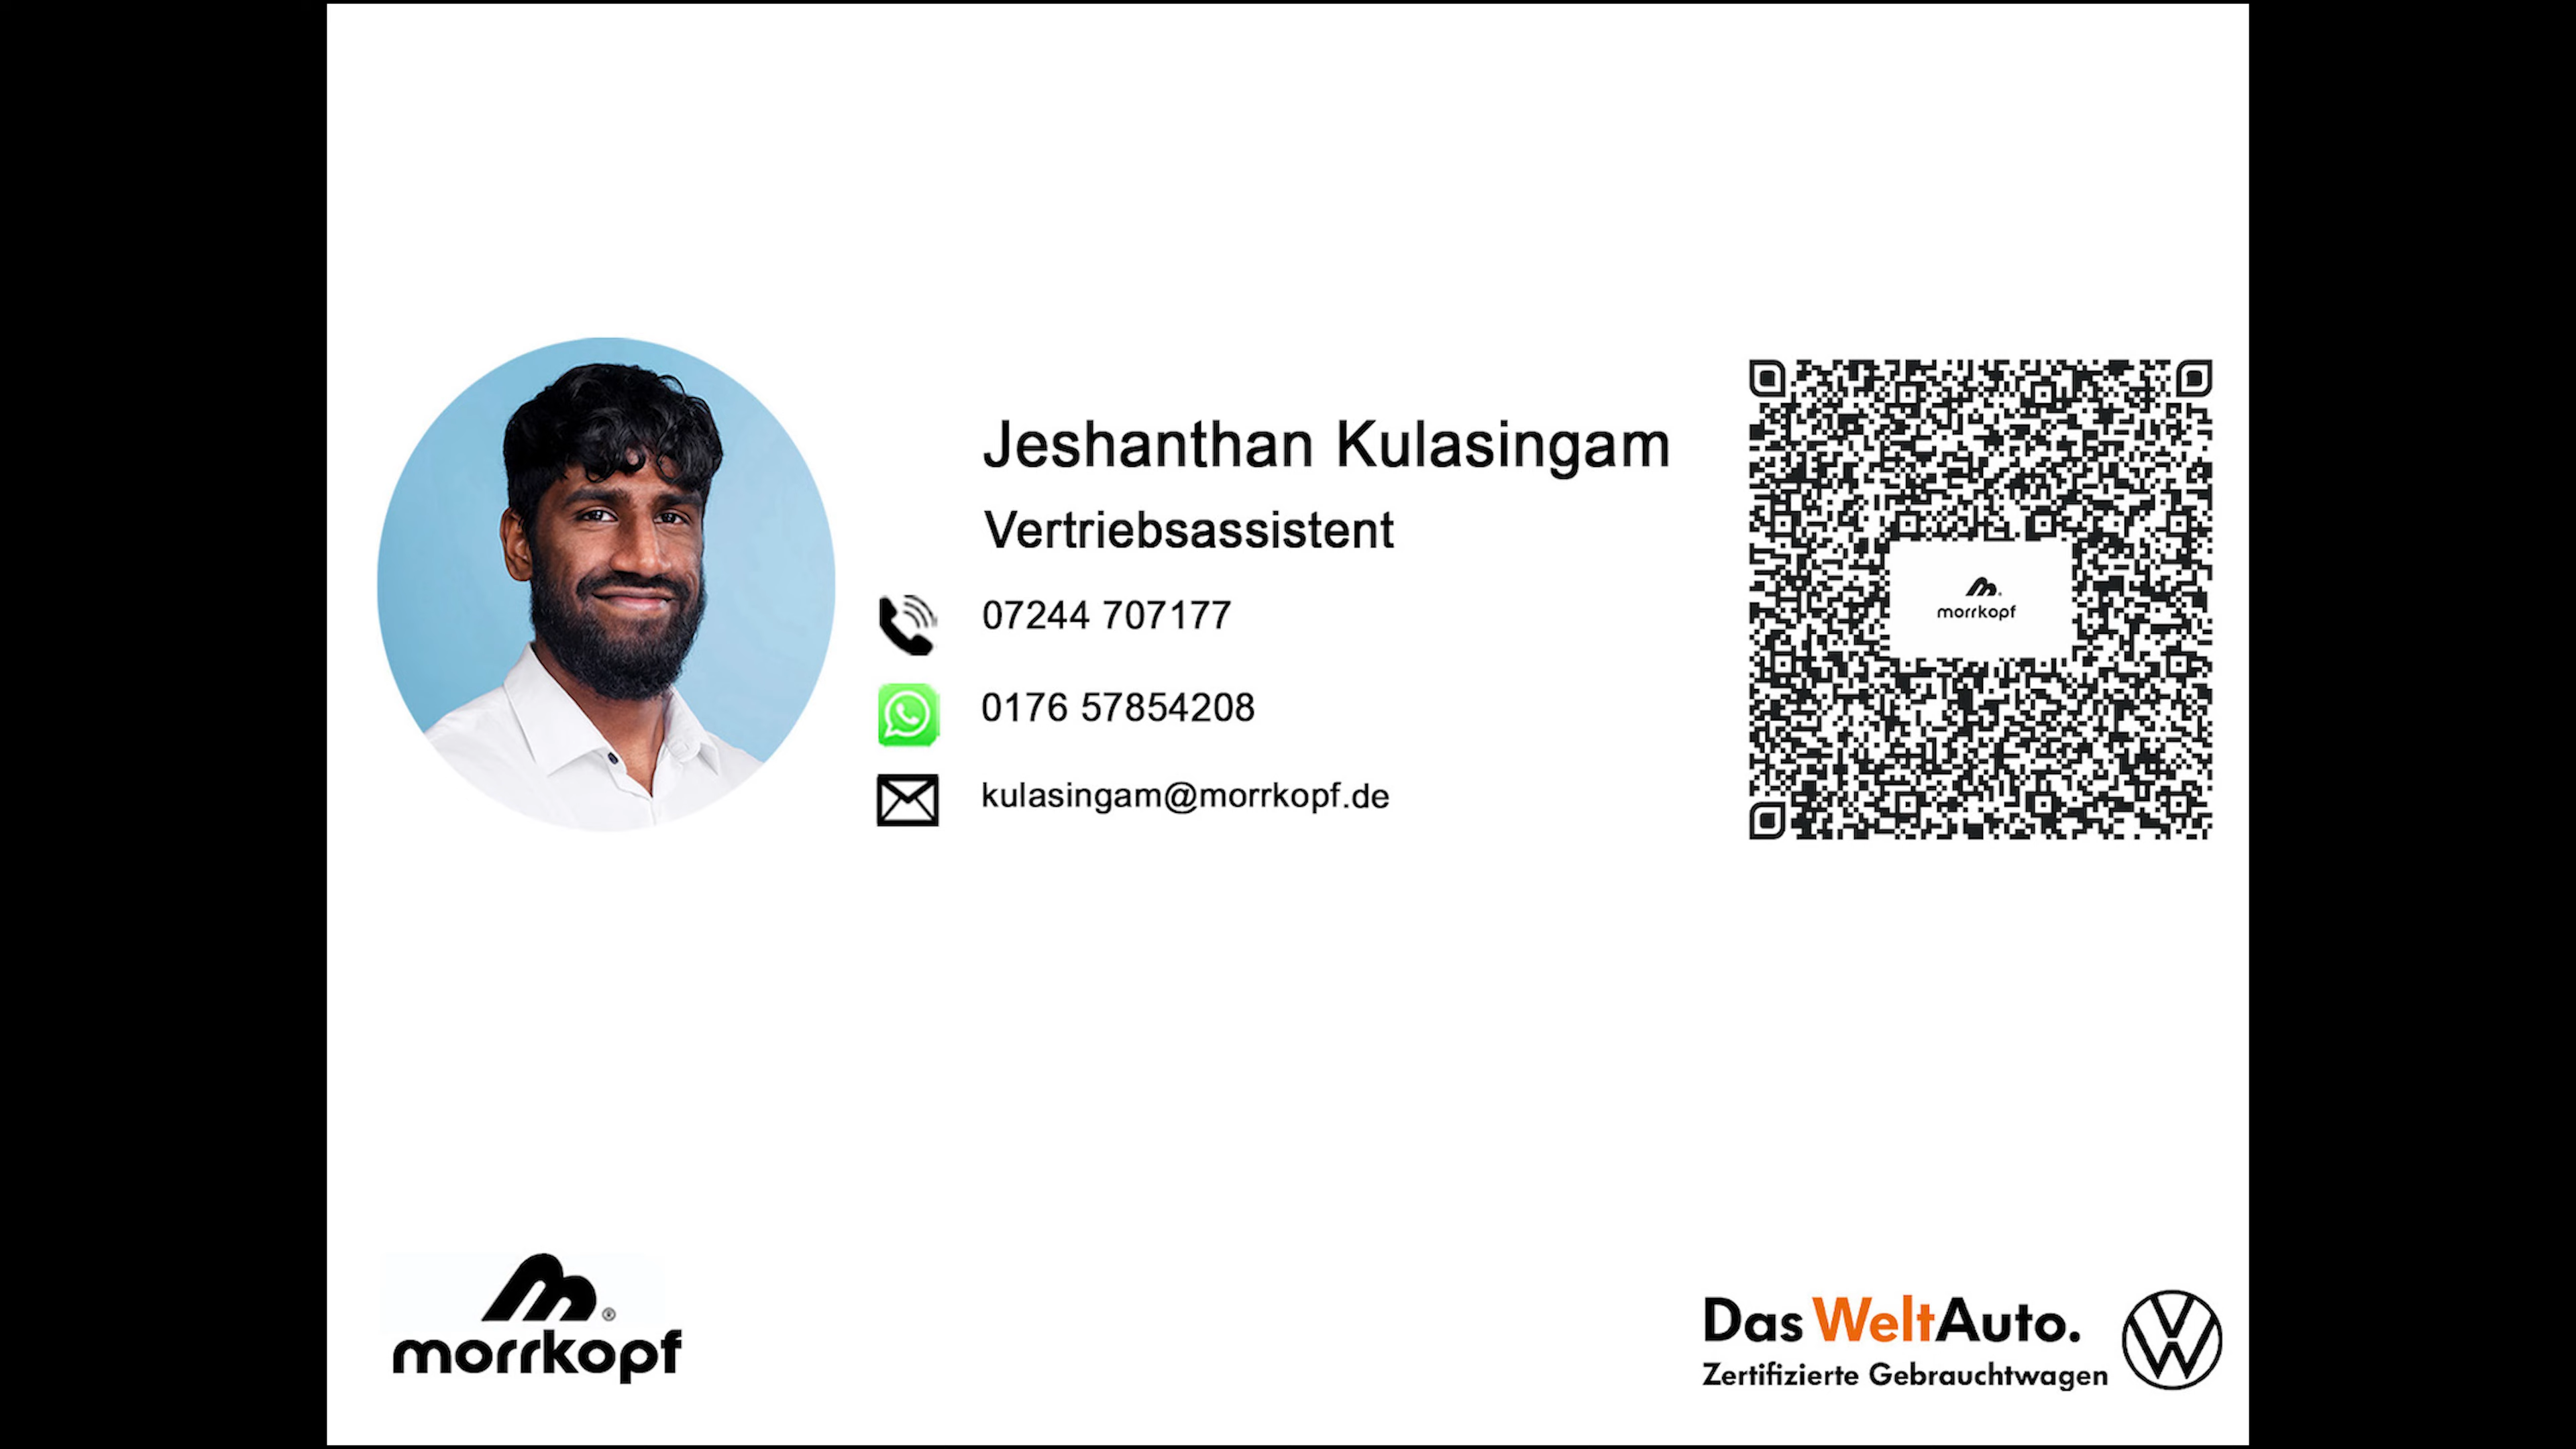 Jeshanthan Kulasingam
Vertriebsassistent
07244 707177
0176 57854208
kulasingam@morrkopf.de
morrkopf
morrkopf
®
Das WeltAuto.
Zertifizierte Gebrauchtwagen